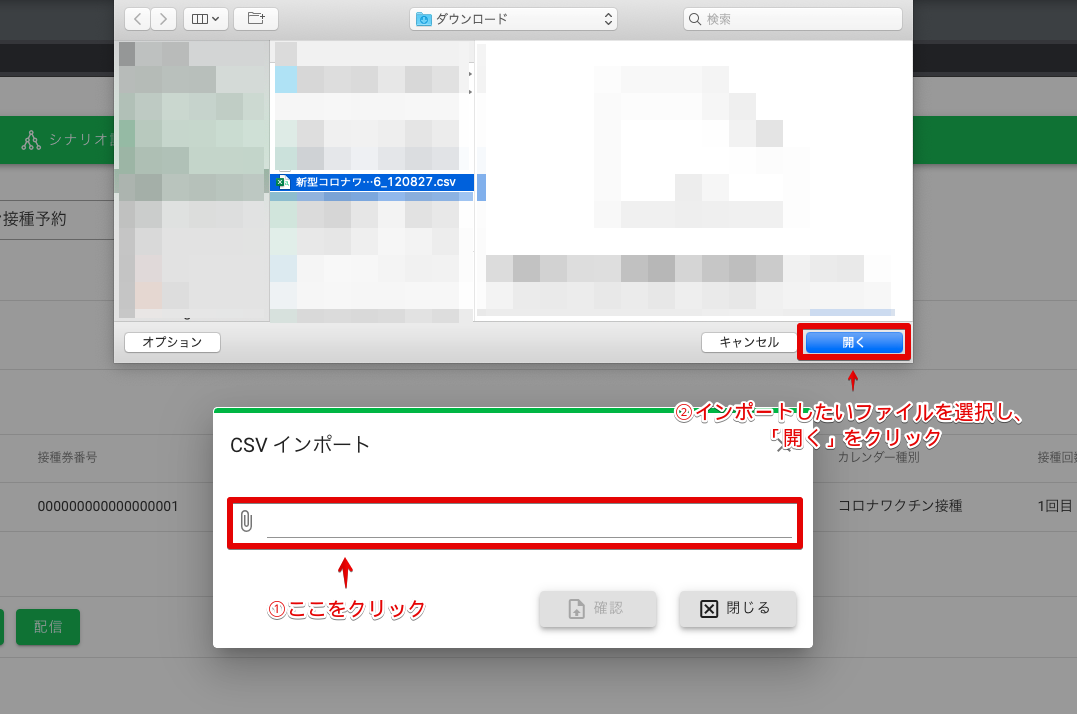 ダウンロード
検索
シナリオ
新型コロナワ…6_120827.csv
接種予約
オプション
キャンセル
開く
②インポートしたいファイルを選択し、
「開く」をクリック
CSV インポート
接種券番号
カレンダー種別
接種回
000000000000000001
コロナワクチン接種
1回目
①ここをクリック
確認
閉じる
配信